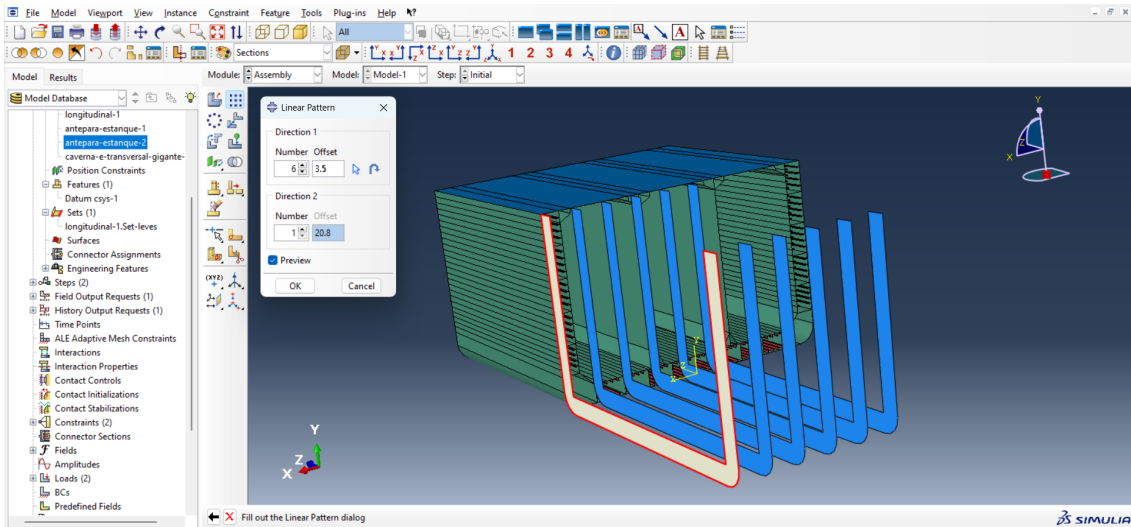 File Model Viewport View Instance Constraint Feature Tools Plug-ins Help
All
Sections
1 2 3 4
Model Results
Module: Assembly Model: Model-1 Step: Initial
Model Database
longitudinal-1
antepara-estanque-1
antepara-estanque-2
caverna-e-transversal-gigante-
Position Constraints
Features (1)
Datum csys-1
Sets (1)
longitudinal-1.Set-leves
Surfaces
Connector Assignments
Engineering Features
Steps (2)
Field Output Requests (1)
History Output Requests (1)
Time Points
ALE Adaptive Mesh Constraints
Interactions
Interaction Properties
Contact Controls
Contact Initializations
Contact Stabilizations
Constraints (2)
Connector Sections
Fields
Amplitudes
Loads (2)
BCs
Predefined Fields
(XYZ)
Linear Pattern
Direction 1
Number Offset
6 3.5
Direction 2
Number Offset
1 20.8
Preview
OK Cancel
Y
Z
X
Y
Z
X
Y
Z
X
Fill out the Linear Pattern dialog
SIMULIA